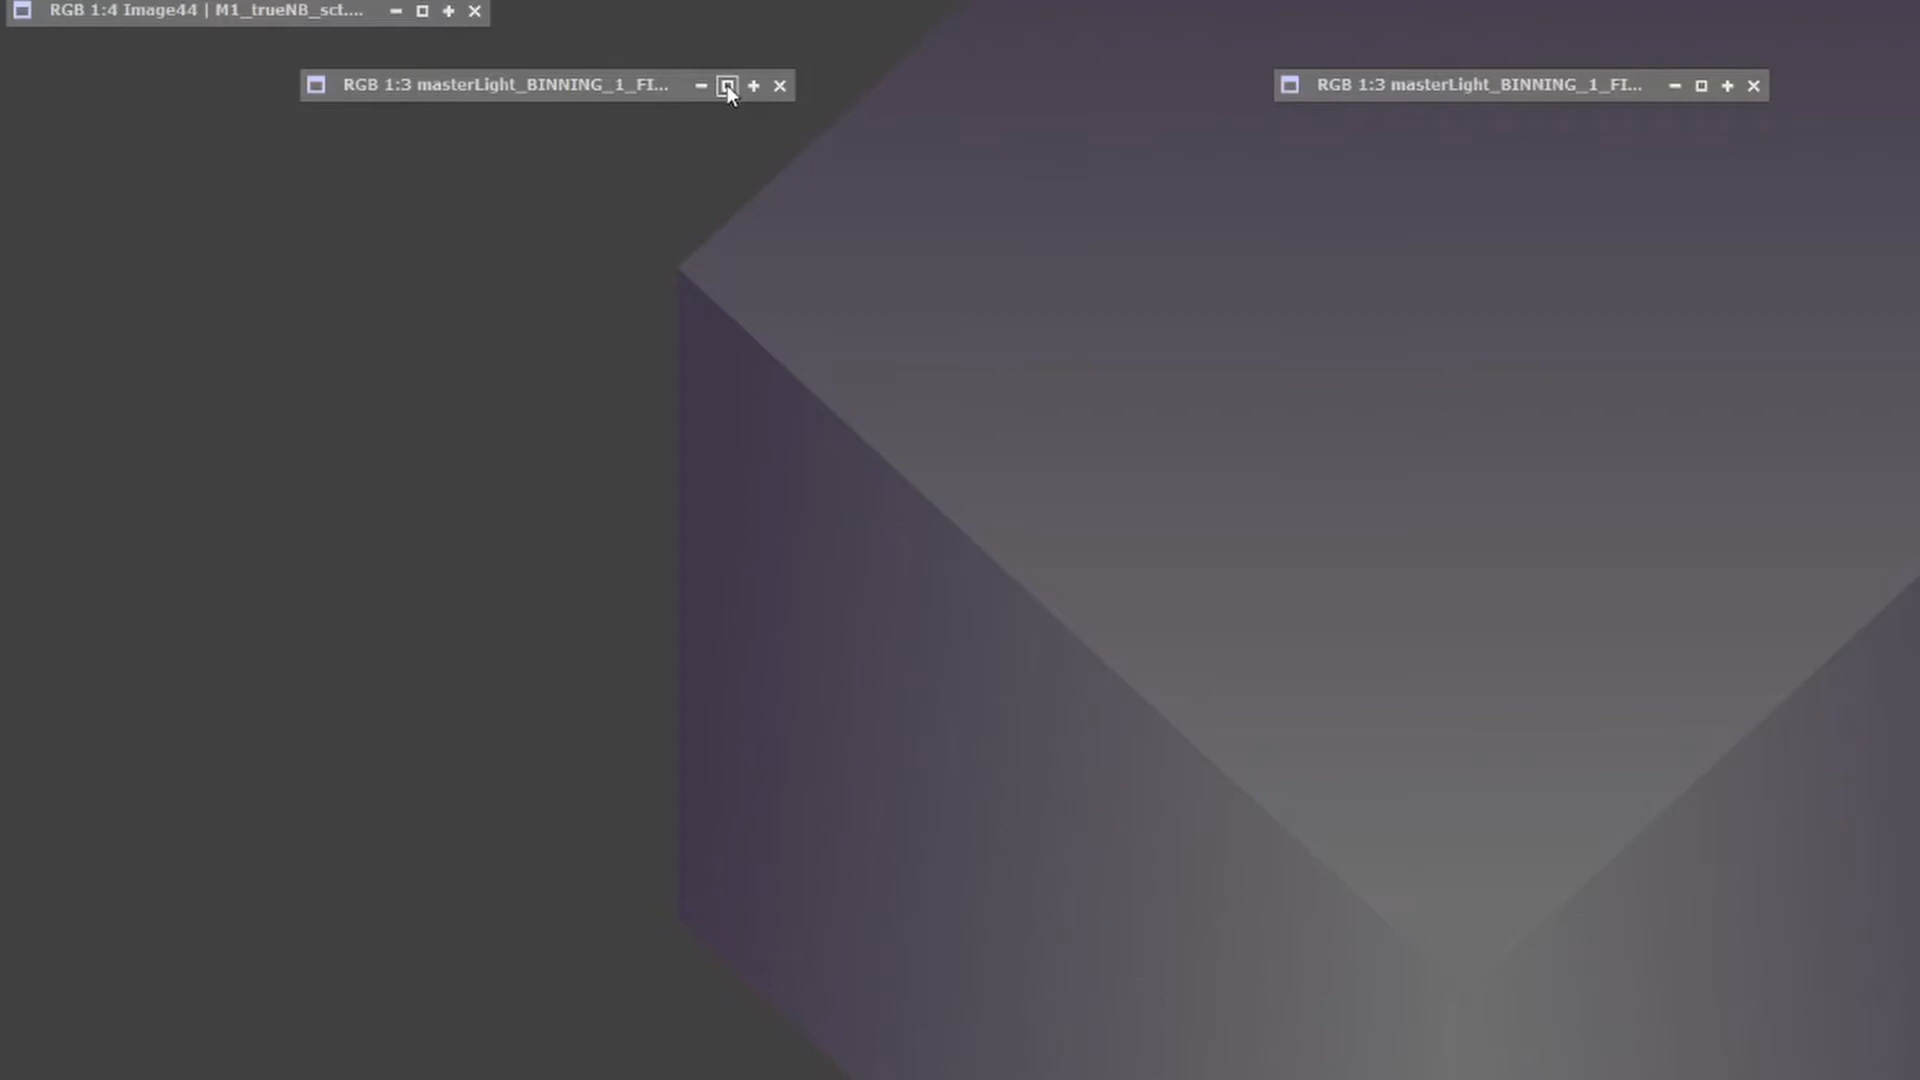 RGB 1:4 Image44 | M1_trueNB_sct....
RGB 1:3 masterLight_BINNING_1_FI...
RGB 1:3 masterLight_BINNING_1_FI...